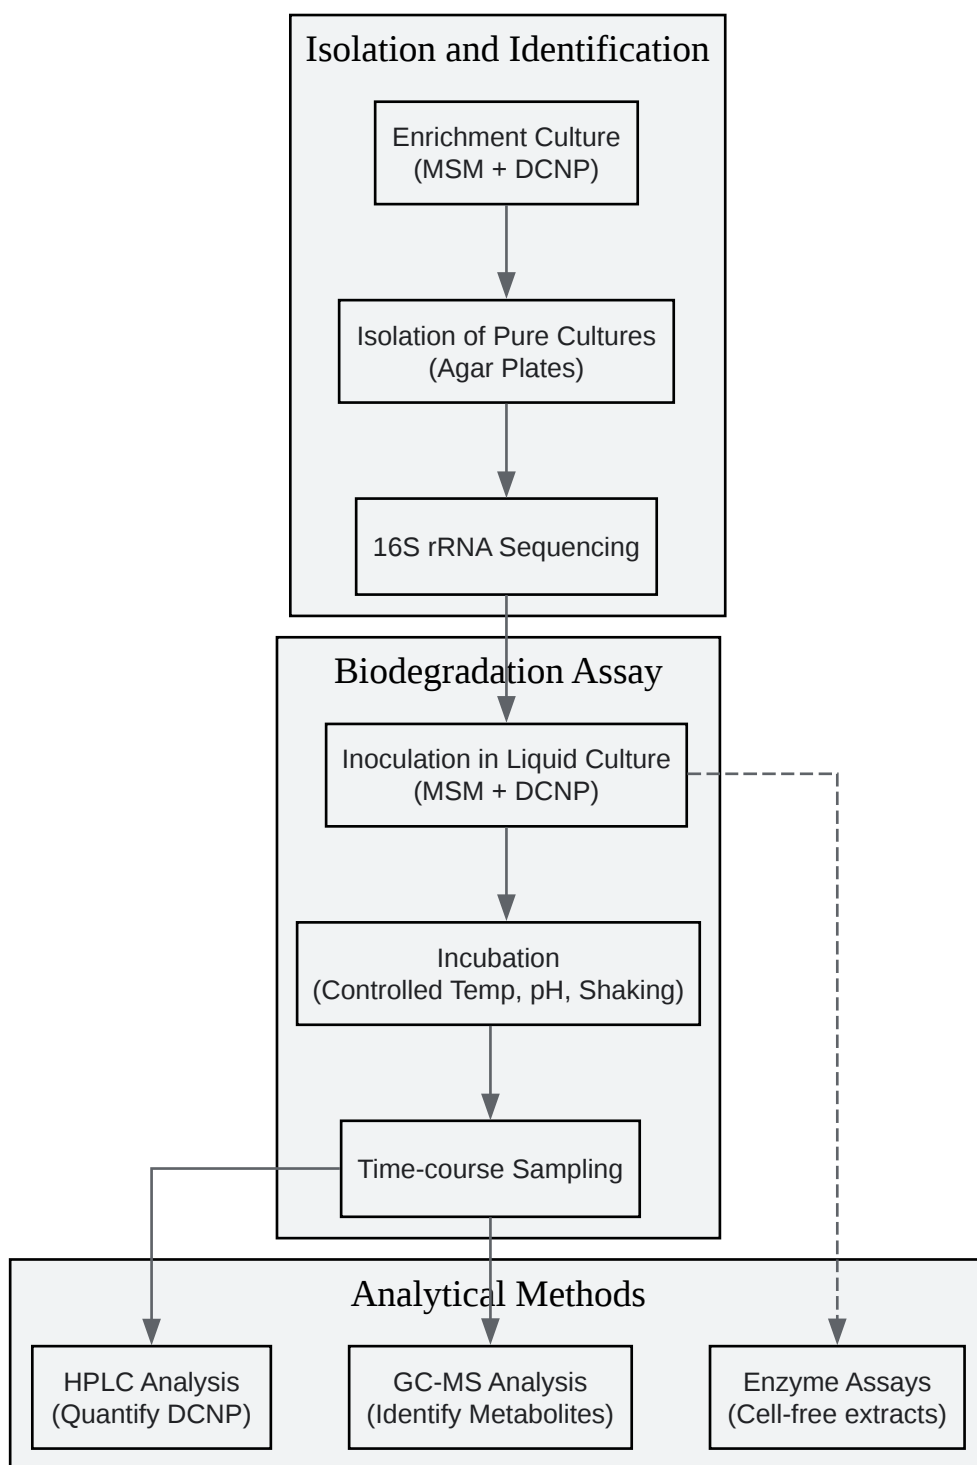 Isolation and Identification
Enrichment Culture
(MSM + DCNP)
Isolation of Pure Cultures
(Agar Plates)
16S rRNA Sequencing
Biodegradation Assay
Inoculation in Liquid Culture
(MSM + DCNP)
Incubation
(Controlled Temp, pH, Shaking)
Time-course Sampling
Analytical Methods
HPLC Analysis
(Quantify DCNP)
GC-MS Analysis
(Identify Metabolites)
Enzyme Assays
(Cell-free extracts)